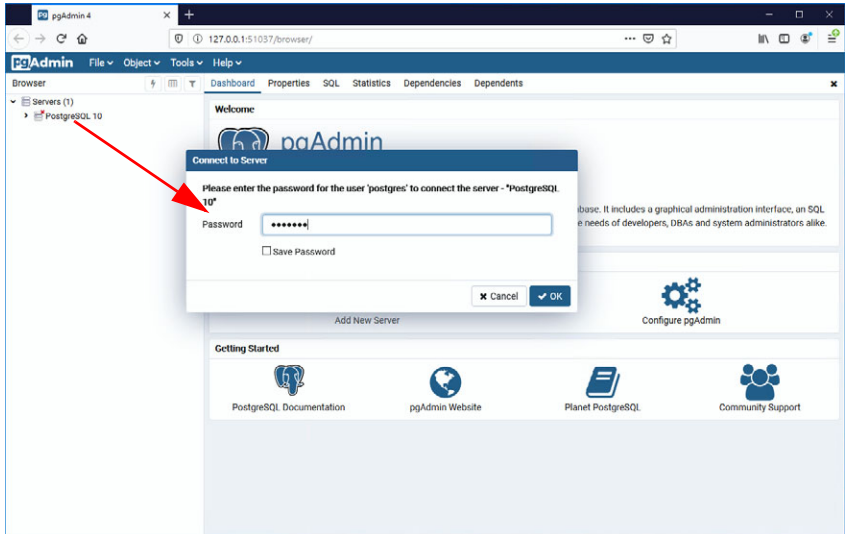 pgAdmin 4
127.0.0.1:51037/browser/
pgAdmin File Object Tools Help
Browser
Dashboard Properties SQL Statistics Dependencies Dependents
Servers (1)
PostgreSQL 10
Welcome
pgAdmin
Connect to Server
Please enter the password for the user 'postgres' to connect the server - "PostgreSQL
10"
Password •••••••
Save Password
Cancel OK
base. It includes a graphical administration interface, an SQL
e needs of developers, DBAs and system administrators alike.
Add New Server
Configure pgAdmin
Getting Started
PostgreSQL Documentation
pgAdmin Website
Planet PostgreSQL
Community Support